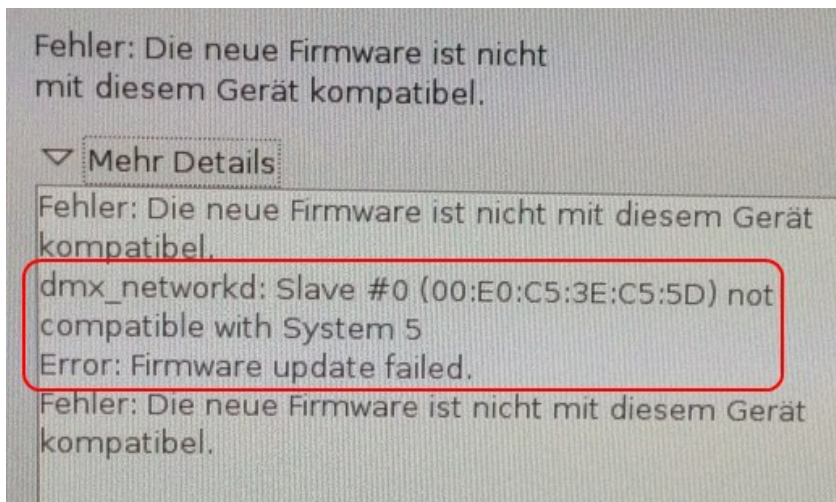 Fehler: Die neue Firmware ist nicht
mit diesem Gerät kompatibel.
Mehr Details
Fehler: Die neue Firmware ist nicht mit diesem Gerät
kompatibel.
dmx_networkd: Slave #0 (00:E0:C5:3E:C5:5D) not
compatible with System 5
Error: Firmware update failed.
Fehler: Die neue Firmware ist nicht mit diesem Gerät
kompatibel.